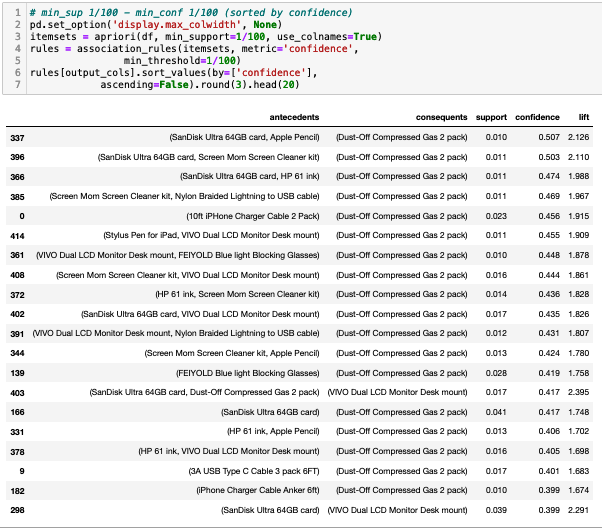 1 # min_sup 1/100 - min_conf 1/100 (sorted by confidence)
2 pd.set_option('display.max_colwidth', None)
3 itemsets = apriori(df, min_support=1/100, use_colnames=True)
4 rules = association_rules(itemsets, metric='confidence',
5 min_threshold=1/100)
6 rules[output_cols].sort_values(by=['confidence'],
7 ascending=False).round(3).head(20)
antecedents consequents support confidence lift
337 (SanDisk Ultra 64GB card, Apple Pencil) (Dust-Off Compressed Gas 2 pack) 0.010 0.507 2.126
396 (SanDisk Ultra 64GB card, Screen Mom Screen Cleaner kit) (Dust-Off Compressed Gas 2 pack) 0.011 0.503 2.110
366 (SanDisk Ultra 64GB card, HP 61 ink) (Dust-Off Compressed Gas 2 pack) 0.011 0.474 1.988
385 (Screen Mom Screen Cleaner kit, Nylon Braided Lightning to USB cable) (Dust-Off Compressed Gas 2 pack) 0.011 0.469 1.967
0 (10ft iPHone Charger Cable 2 Pack) (Dust-Off Compressed Gas 2 pack) 0.023 0.456 1.915
414 (Stylus Pen for iPad, VIVO Dual LCD Monitor Desk mount) (Dust-Off Compressed Gas 2 pack) 0.011 0.455 1.909
361 (VIVO Dual LCD Monitor Desk mount, FEIYOLD Blue light Blocking Glasses) (Dust-Off Compressed Gas 2 pack) 0.010 0.448 1.878
408 (Screen Mom Screen Cleaner kit, VIVO Dual LCD Monitor Desk mount) (Dust-Off Compressed Gas 2 pack) 0.016 0.444 1.861
372 (HP 61 ink, Screen Mom Screen Cleaner kit) (Dust-Off Compressed Gas 2 pack) 0.014 0.436 1.828
402 (SanDisk Ultra 64GB card, VIVO Dual LCD Monitor Desk mount) (Dust-Off Compressed Gas 2 pack) 0.017 0.435 1.826
391 (VIVO Dual LCD Monitor Desk mount, Nylon Braided Lightning to USB cable) (Dust-Off Compressed Gas 2 pack) 0.012 0.431 1.807
344 (Screen Mom Screen Cleaner kit, Apple Pencil) (Dust-Off Compressed Gas 2 pack) 0.013 0.424 1.780
139 (FEIYOLD Blue light Blocking Glasses) (Dust-Off Compressed Gas 2 pack) 0.028 0.419 1.758
403 (SanDisk Ultra 64GB card, Dust-Off Compressed Gas 2 pack) (VIVO Dual LCD Monitor Desk mount) 0.017 0.417 2.395
166 (SanDisk Ultra 64GB card) (Dust-Off Compressed Gas 2 pack) 0.041 0.417 1.748
331 (HP 61 ink, Apple Pencil) (Dust-Off Compressed Gas 2 pack) 0.013 0.406 1.702
378 (HP 61 ink, VIVO Dual LCD Monitor Desk mount) (Dust-Off Compressed Gas 2 pack) 0.016 0.405 1.698
9 (3A USB Type C Cable 3 pack 6FT) (Dust-Off Compressed Gas 2 pack) 0.017 0.401 1.683
182 (iPhone Charger Cable Anker 6ft) (Dust-Off Compressed Gas 2 pack) 0.010 0.399 1.674
298 (SanDisk Ultra 64GB card) (VIVO Dual LCD Monitor Desk mount) 0.039 0.399 2.291